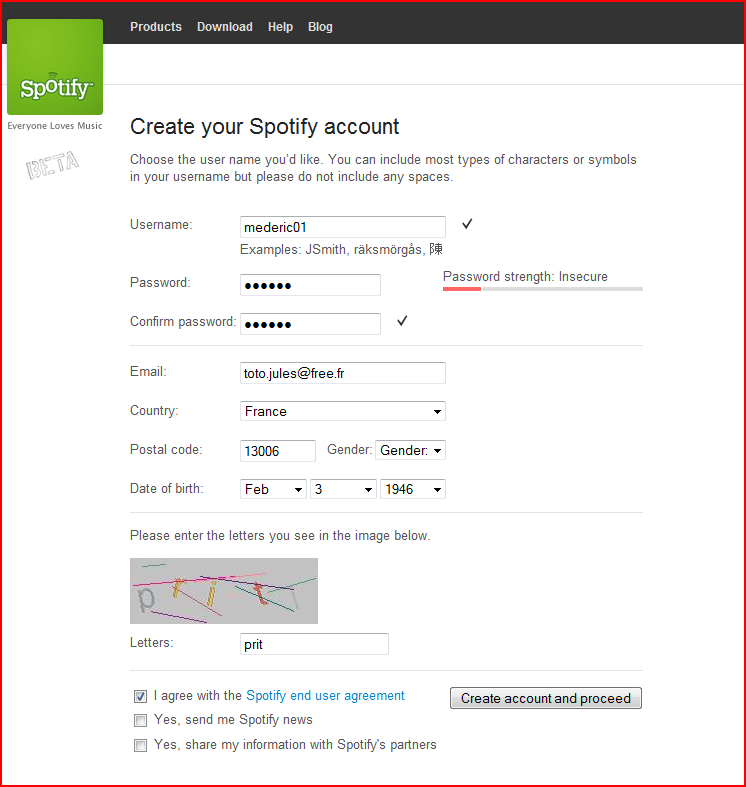 Products Download Help Blog
Spotify
Everyone Loves Music
BETA
Create your Spotify account
Choose the user name you'd like. You can include most types of characters or symbols
in your username but please do not include any spaces.
Username: mederic01
Examples: JSmith, räksmörgås, 陳
Password: ●●●●●● Password strength: Insecure
Confirm password: ●●●●●●
Email: toto.jules@free.fr
Country: France
Postal code: 13006 Gender: Gender:
Date of birth: Feb 3 1946
Please enter the letters you see in the image below.
p r i t
Letters: prit
I agree with the Spotify end user agreement Create account and proceed
Yes, send me Spotify news
Yes, share my information with Spotify's partners